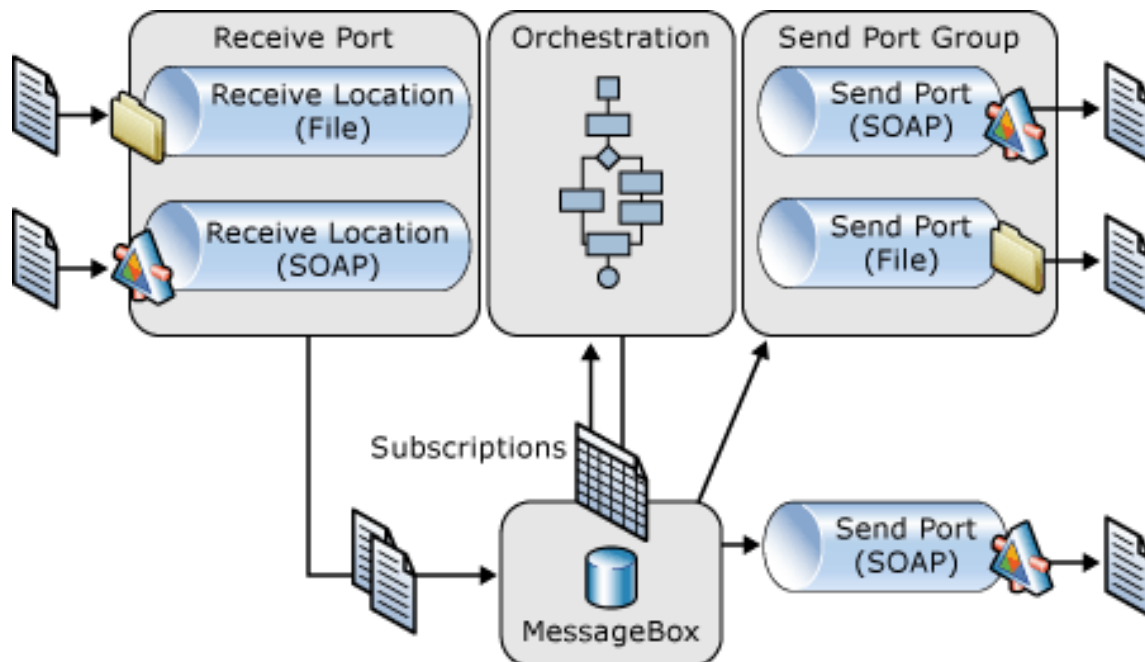 Receive Port
Receive Location
(File)
Receive Location
(SOAP)
Orchestration
Send Port Group
Send Port
(SOAP)
Send Port
(File)
Subscriptions
MessageBox
Send Port
(SOAP)